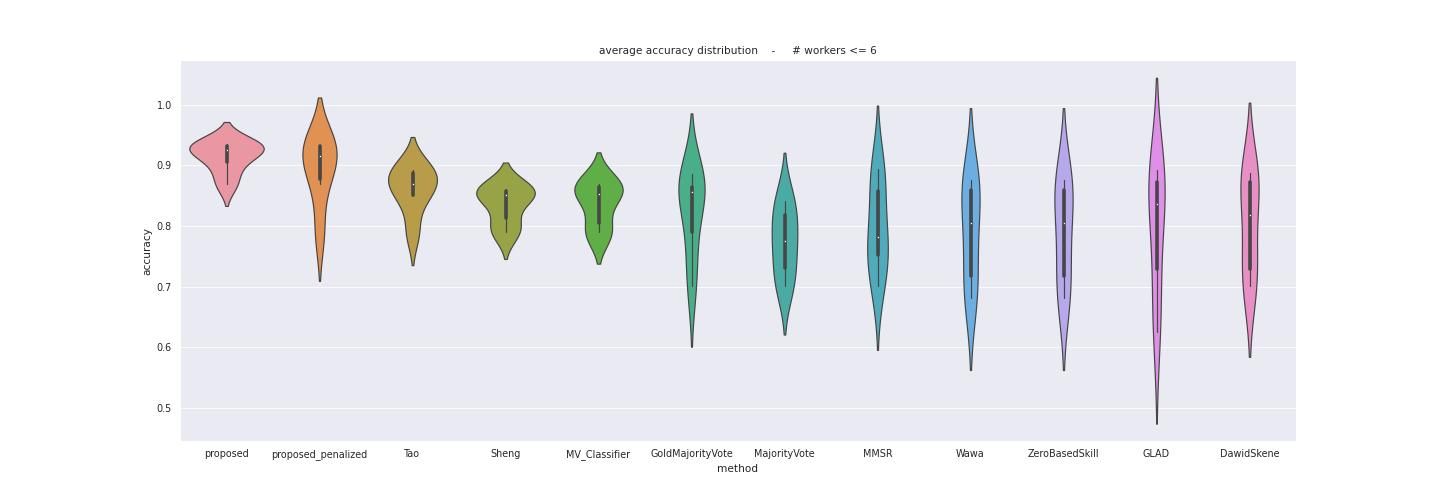 average accuracy distribution - # workers <= 6
1.0
0.9
0.8
0.7
0.6
0.5
accuracy
proposed proposed_penalized Tao Sheng MV_Classifier GoldMajorityVote MajorityVote MMSR Wawa ZeroBasedSkill GLAD DawidSkene
method